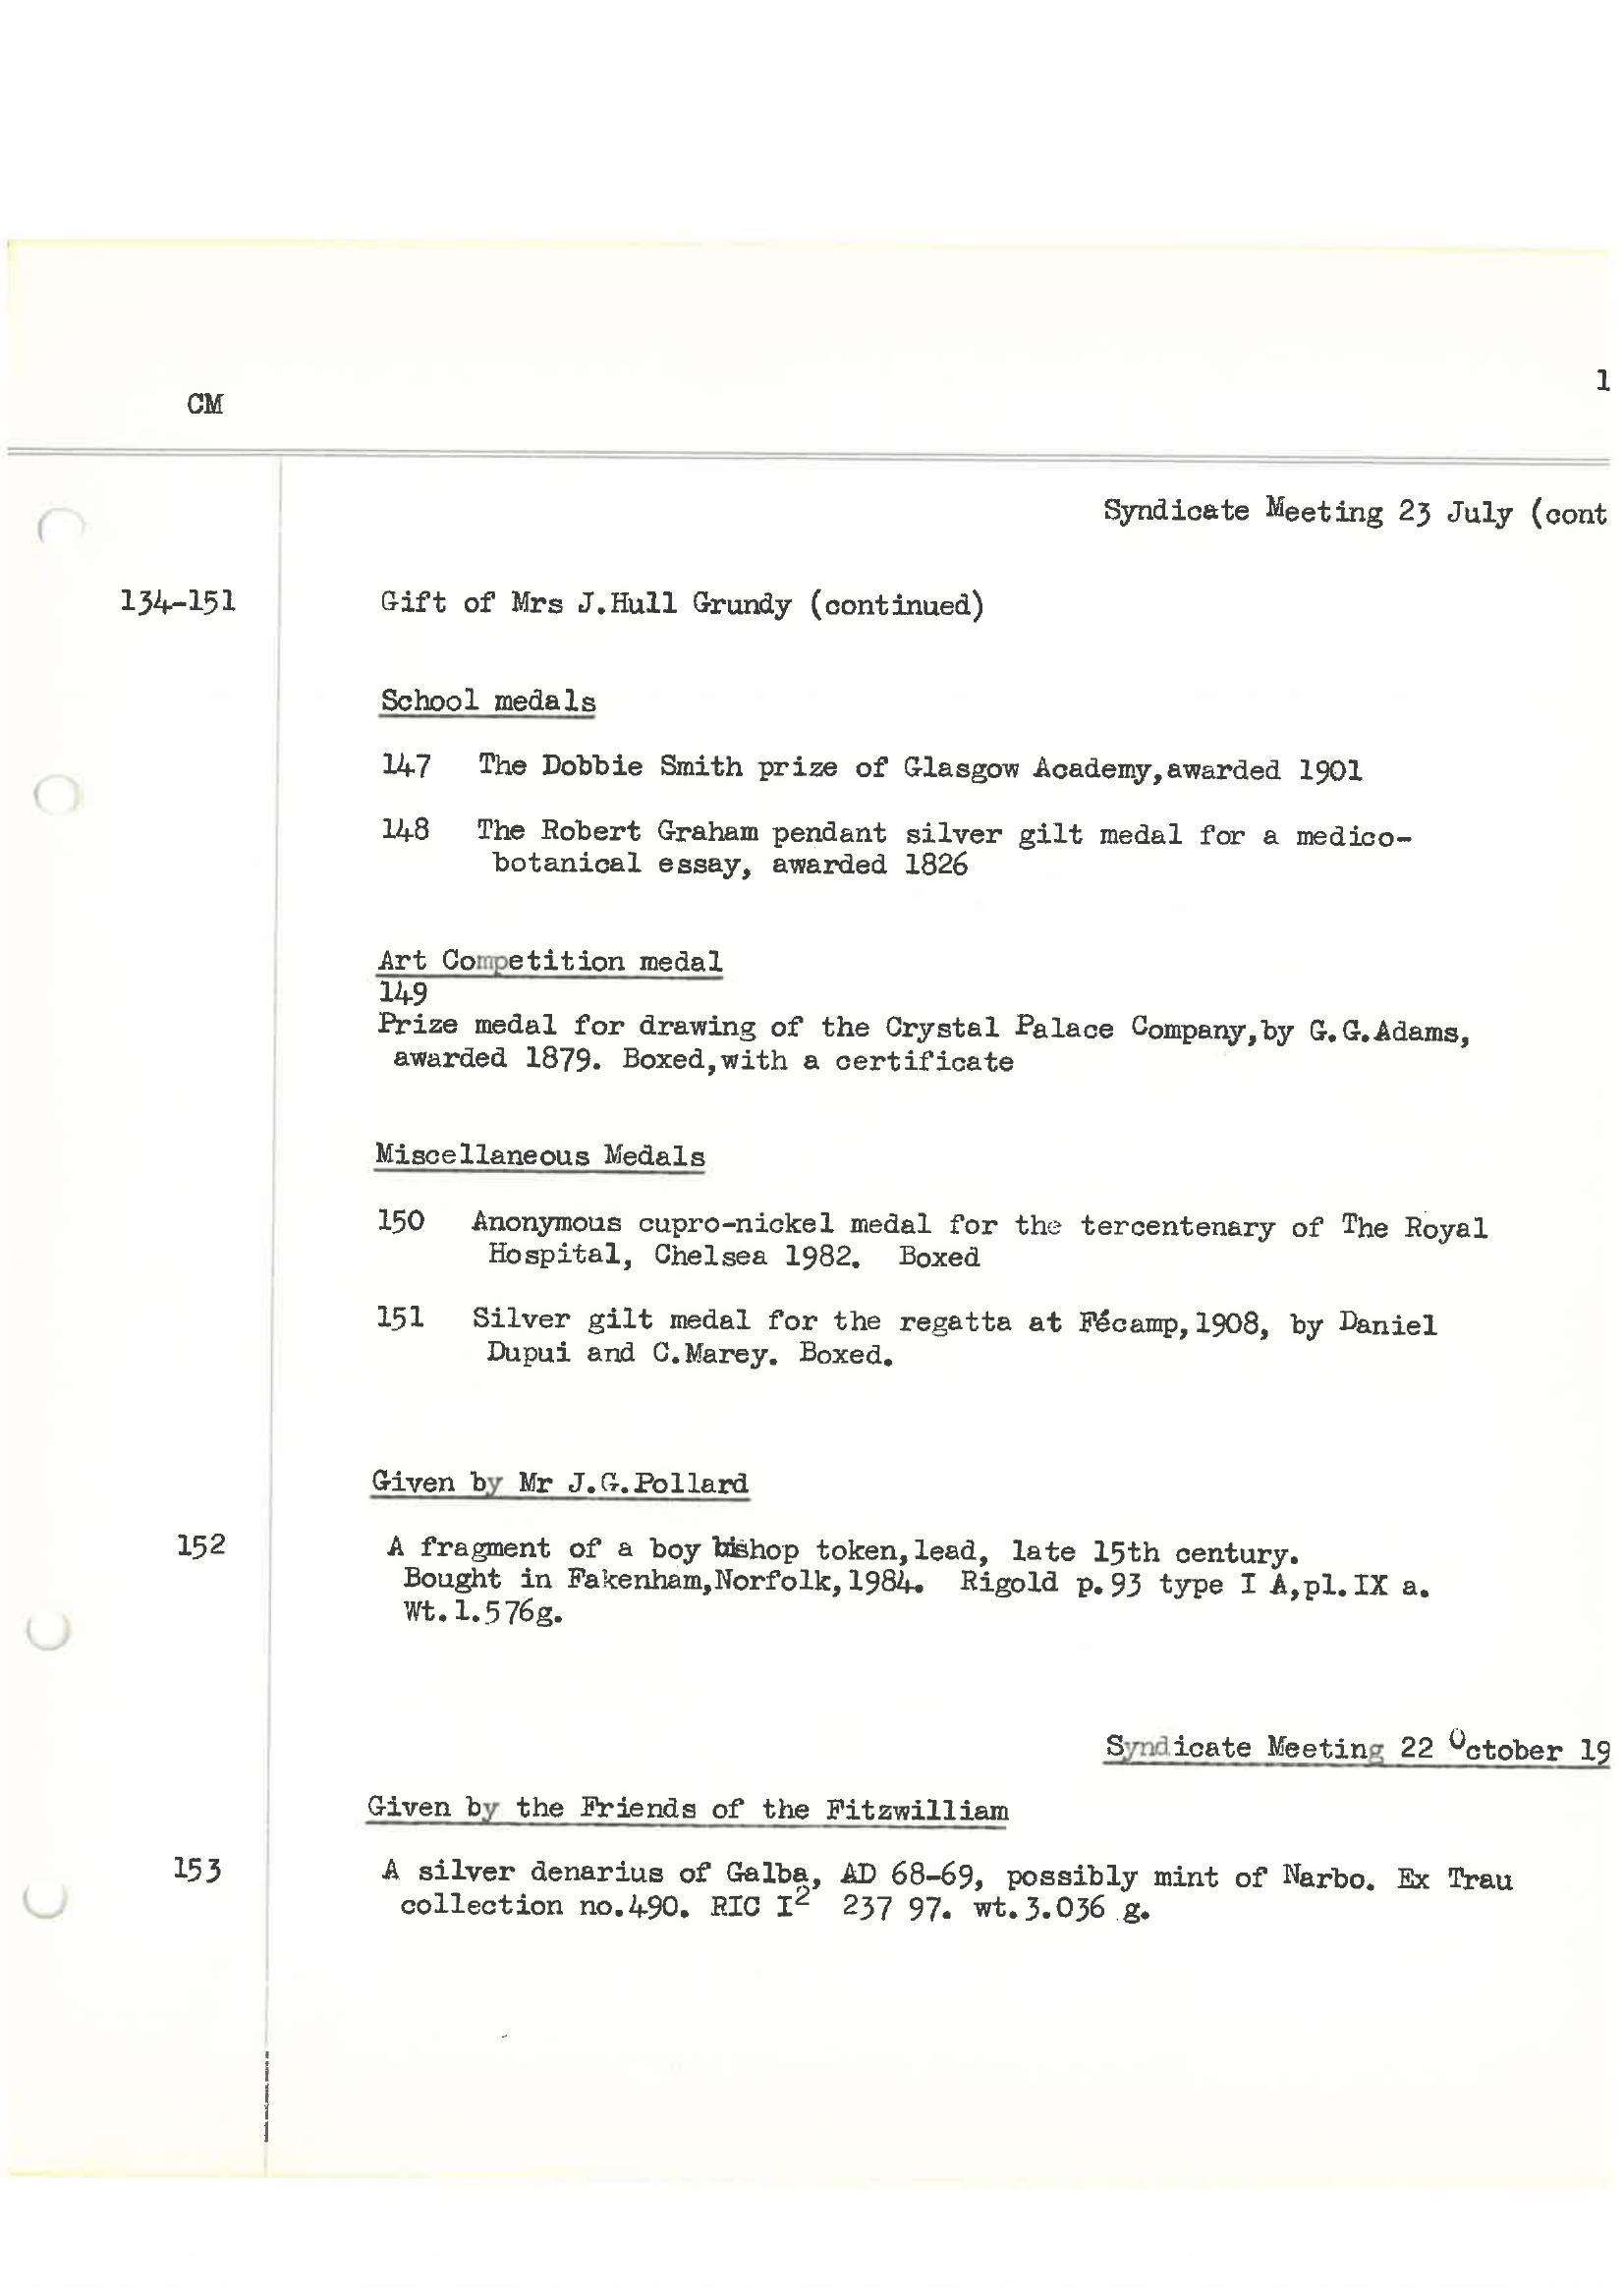 1
CM
Syndicate Meeting 23 July (cont
134-151 Gift of Mrs J.Hull Grundy (continued)
School medals
147 The Dobbie Smith prize of Glasgow Academy,awarded 1901
148 The Robert Graham pendant silver gilt medal for a medico-
botanical essay, awarded 1826
Art Competition medal
149
Prize medal for drawing of the Crystal Palace Company,by G.G.Adams,
awarded 1879. Boxed,with a certificate
Miscellaneous Medals
150 Anonymous cupro-nickel medal for the tercentenary of The Royal
Hospital, Chelsea 1982. Boxed
151 Silver gilt medal for the regatta at Fécamp,1908, by Daniel
Dupui and C.Marey. Boxed.
Given by Mr J.G.Pollard
152 A fragment of a boy bishop token,lead, late 15th century.
Bought in Fakenham,Norfolk,1984. Rigold p.93 type I A,pl.IX a.
Wt.1.576g.
Syndicate Meeting 22 October 19
Given by the Friends of the Fitzwilliam
153 A silver denarius of Galba, AD 68-69, possibly mint of Narbo. Ex Trau
collection no.490. RIC I² 237 97. wt.3.036 g.